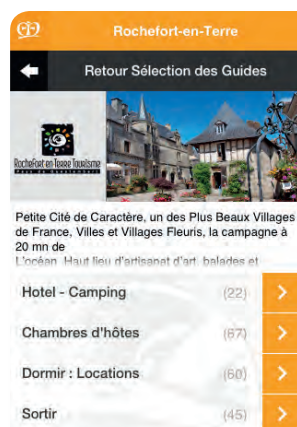 Rochefort-en-Terre
Retour Sélection des Guides
Rochefort en Terre Tourisme
Petite Cité de Caractère, un des Plus Beaux Villages
de France, Villes et Villages Fleuris, la campagne à
20 mn de
L'océan. Haut lieu d'artisanat d'art, balades et
Hotel - Camping (22)
Chambres d'hôtes (67)
Dormir : Locations (60)
Sortir (45)